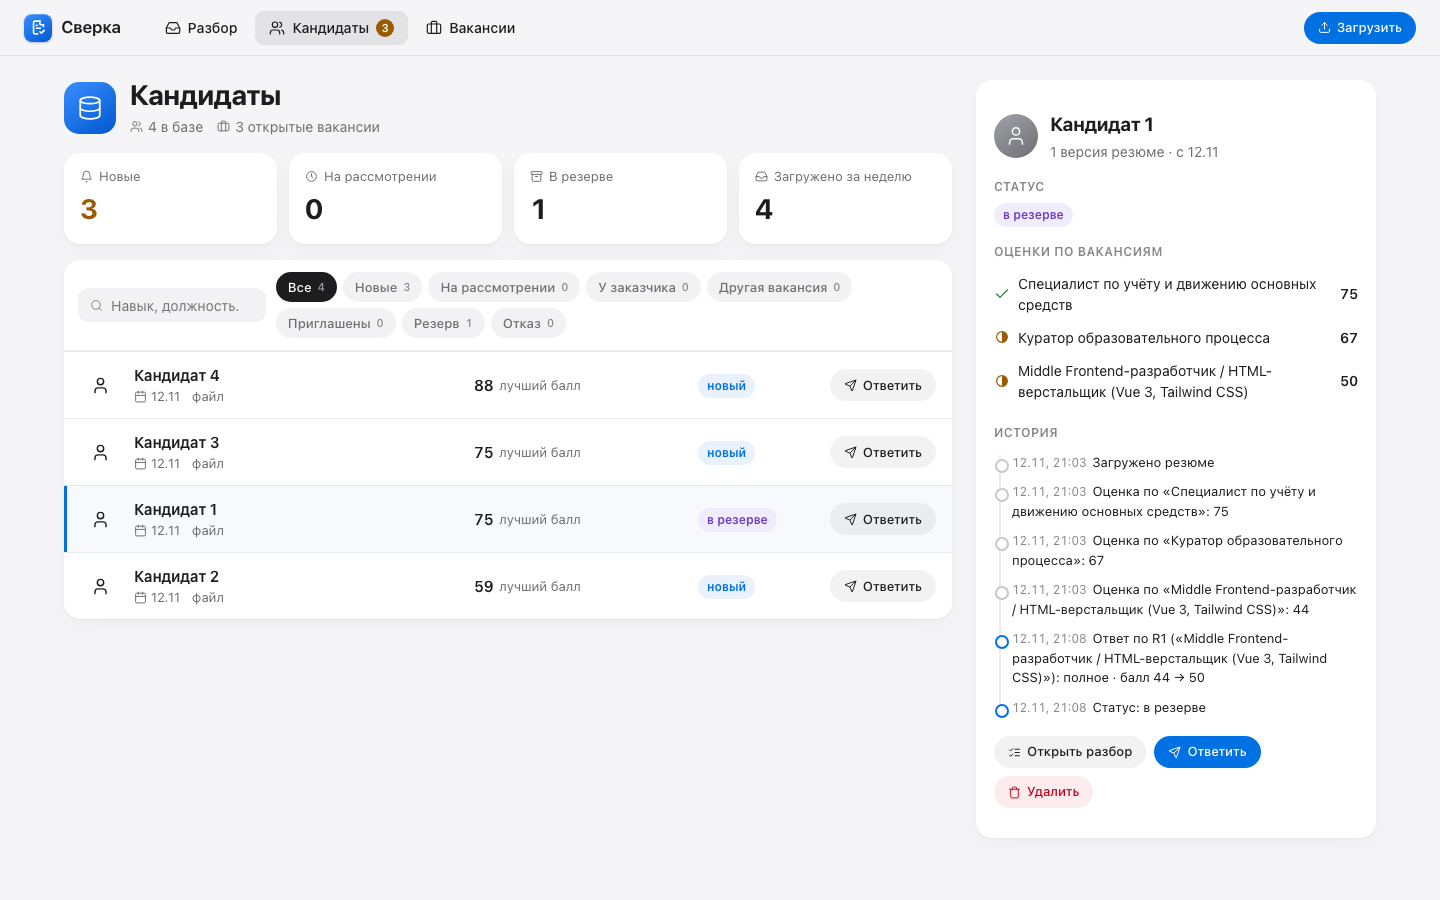 Сверка
Разбор
Кандидаты 3
Вакансии
Загрузить
Кандидаты
4 в базе 3 открытые вакансии
Новые
3
На рассмотрении
0
В резерве
1
Загружено за неделю
4
Навык, должность.
Все 4
Новые 3
На рассмотрении 0
У заказчика 0
Другая вакансия 0
Приглашены 0
Резерв 1
Отказ 0
Кандидат 4
12.11 файл
88 лучший балл
новый
Ответить
Кандидат 3
12.11 файл
75 лучший балл
новый
Ответить
Кандидат 1
12.11 файл
75 лучший балл
в резерве
Ответить
Кандидат 2
12.11 файл
59 лучший балл
новый
Ответить
Кандидат 1
1 версия резюме · с 12.11
СТАТУС
в резерве
ОЦЕНКИ ПО ВАКАНСИЯМ
Специалист по учёту и движению основных
средств
75
Куратор образовательного процесса 67
Middle Frontend-разработчик / HTML-
верстальщик (Vue 3, Tailwind CSS)
50
ИСТОРИЯ
12.11, 21:03 Загружено резюме
12.11, 21:03 Оценка по «Специалист по учёту и
движению основных средств»: 75
12.11, 21:03 Оценка по «Куратор образовательного
процесса»: 67
12.11, 21:03 Оценка по «Middle Frontend-разработчик
/ HTML-верстальщик (Vue 3, Tailwind CSS)»: 44
12.11, 21:08 Ответ по R1 («Middle Frontend-
разработчик / HTML-верстальщик (Vue 3, Tailwind
CSS)»): полное · балл 44 → 50
12.11, 21:08 Статус: в резерве
Открыть разбор
Ответить
Удалить